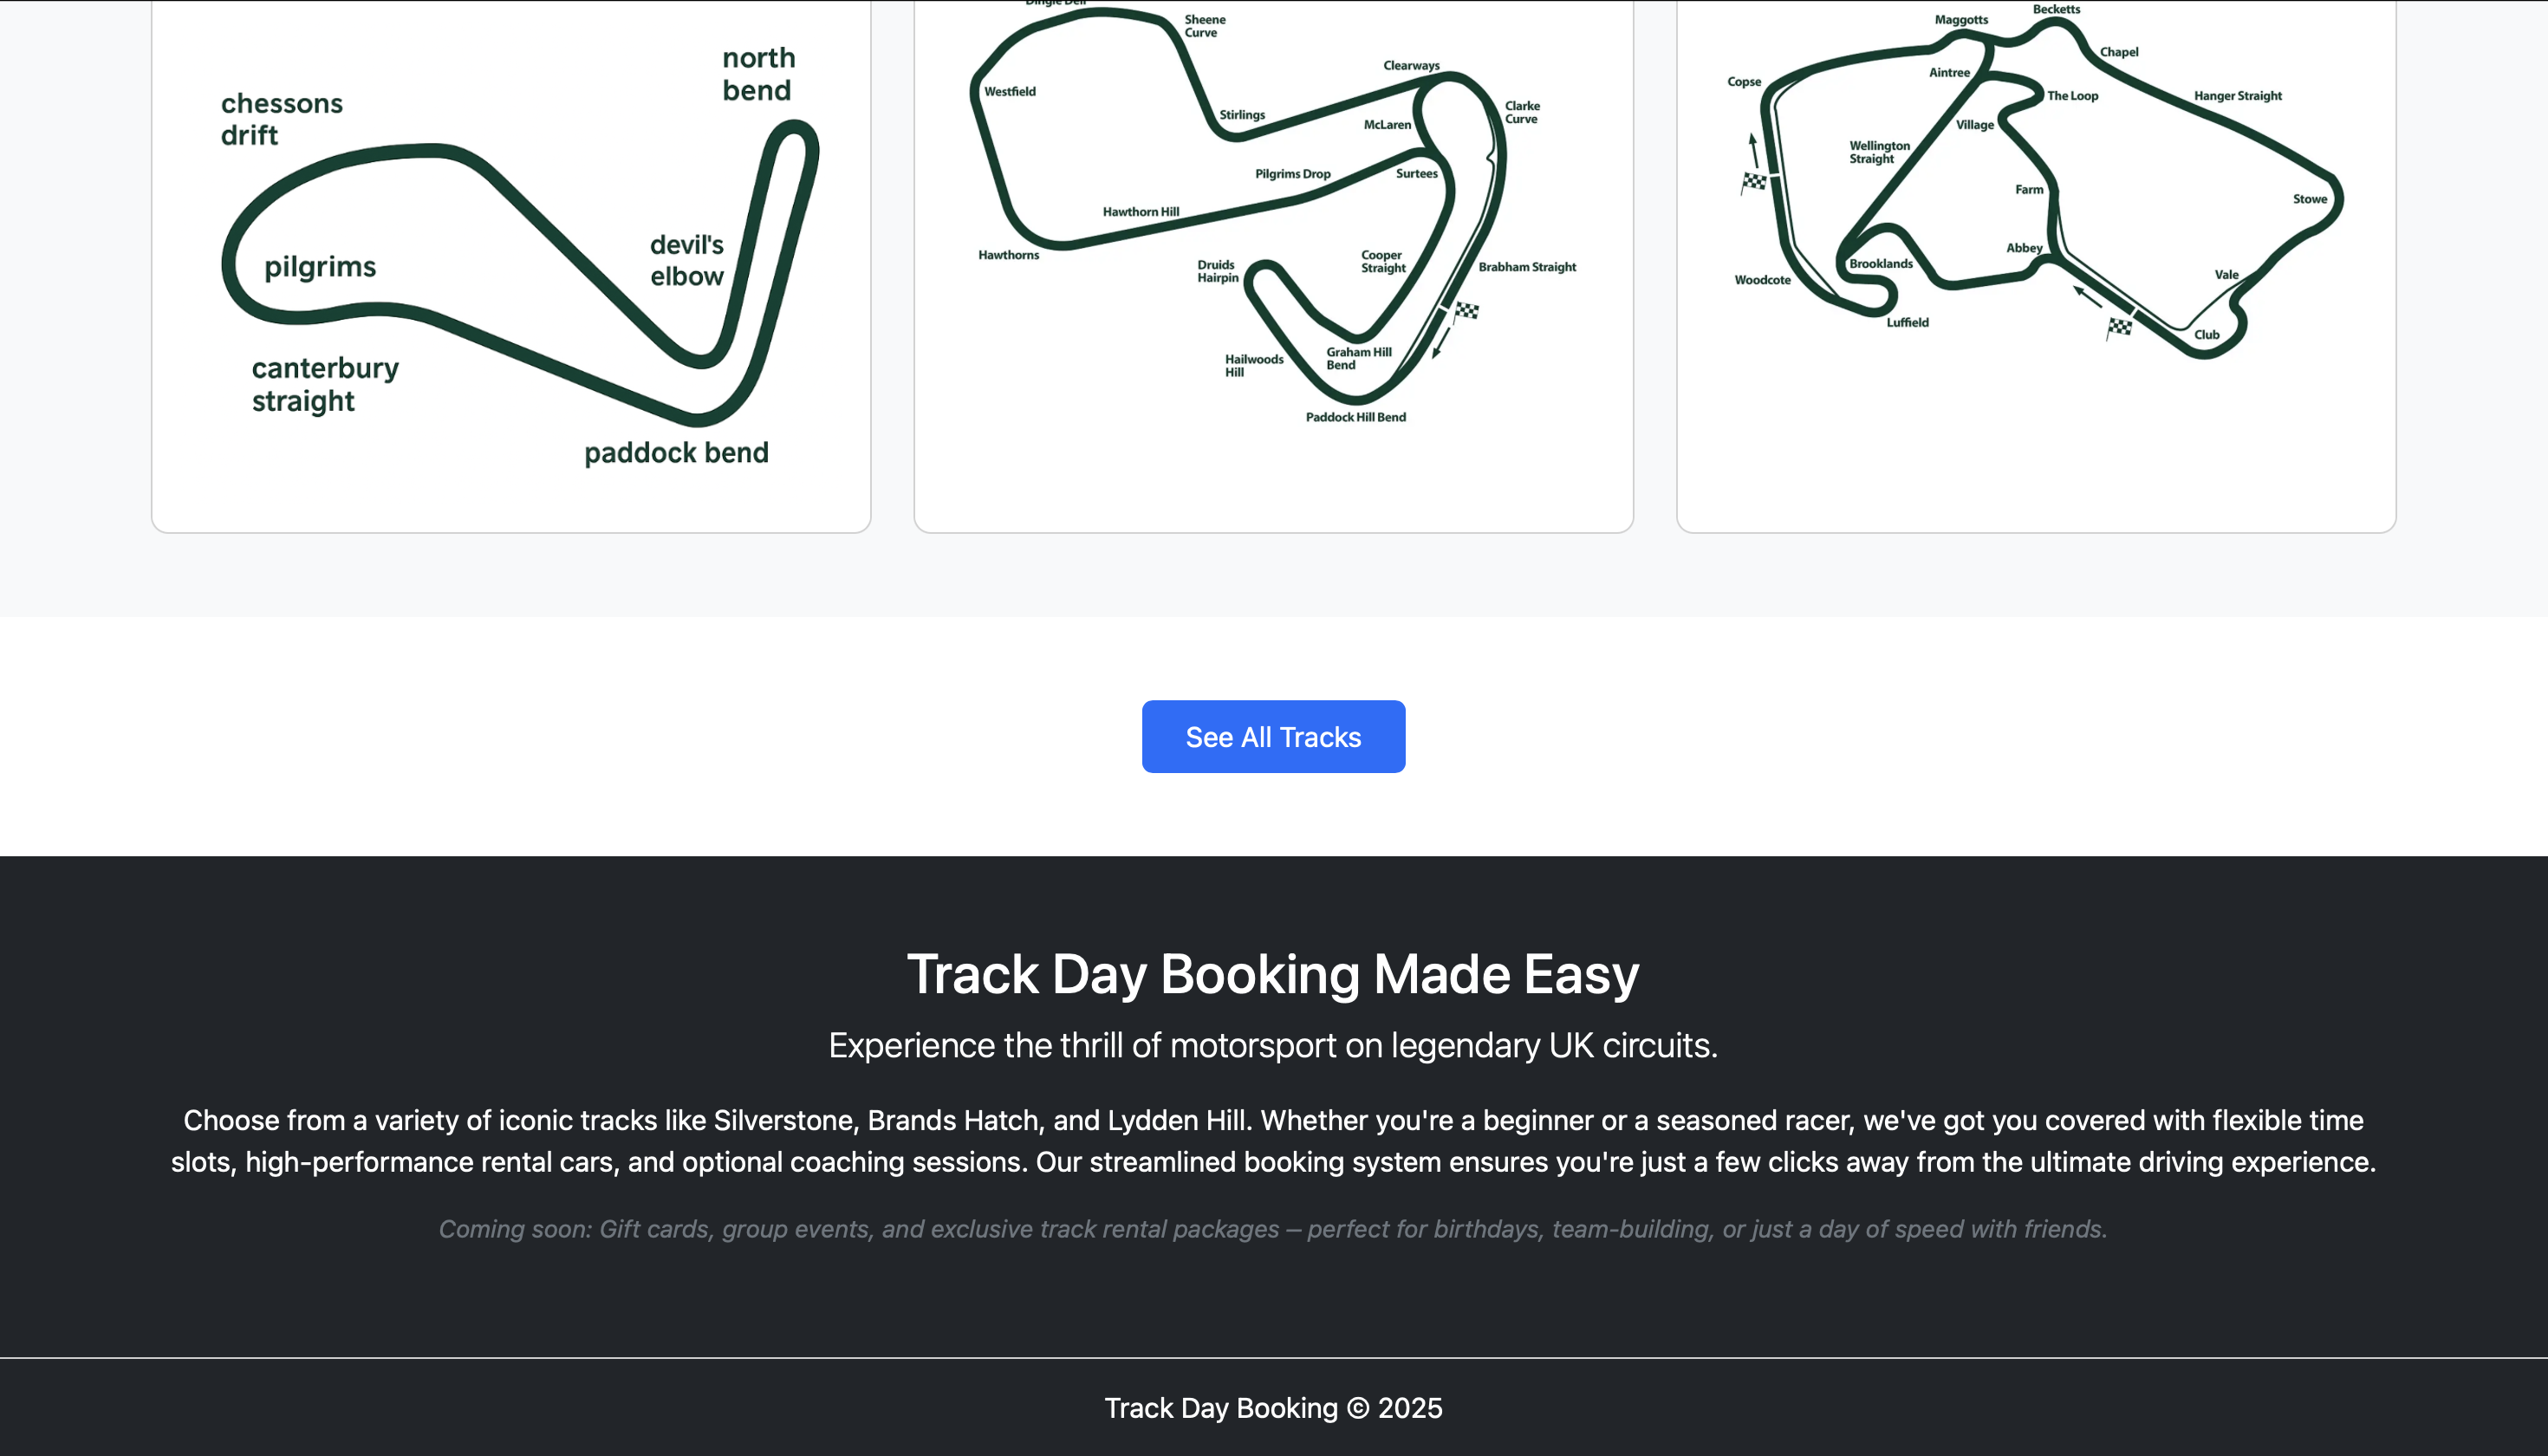 north
bend
chessons
drift
devil's
elbow
pilgrims
canterbury
straight
paddock bend
Dingle Dell
Sheene
Curve
Clearways
Westfield
Clarke
Curve
Stirlings
McLaren
Pilgrims Drop
Surtees
Hawthorn Hill
Hawthorns
Druids
Hairpin
Cooper
Straight
Brabham Straight
Graham Hill
Bend
Hailwoods
Hill
Paddock Hill Bend
Becketts
Maggotts
Chapel
Aintree
Copse
The Loop
Hanger Straight
Village
Wellington
Straight
Farm
Stowe
Abbey
Brooklands
Vale
Woodcote
Luffield
Club
See All Tracks
Track Day Booking Made Easy
Experience the thrill of motorsport on legendary UK circuits.
Choose from a variety of iconic tracks like Silverstone, Brands Hatch, and Lydden Hill. Whether you're a beginner or a seasoned racer, we've got you covered with flexible time
slots, high-performance rental cars, and optional coaching sessions. Our streamlined booking system ensures you're just a few clicks away from the ultimate driving experience.
Coming soon: Gift cards, group events, and exclusive track rental packages – perfect for birthdays, team-building, or just a day of speed with friends.
Track Day Booking © 2025